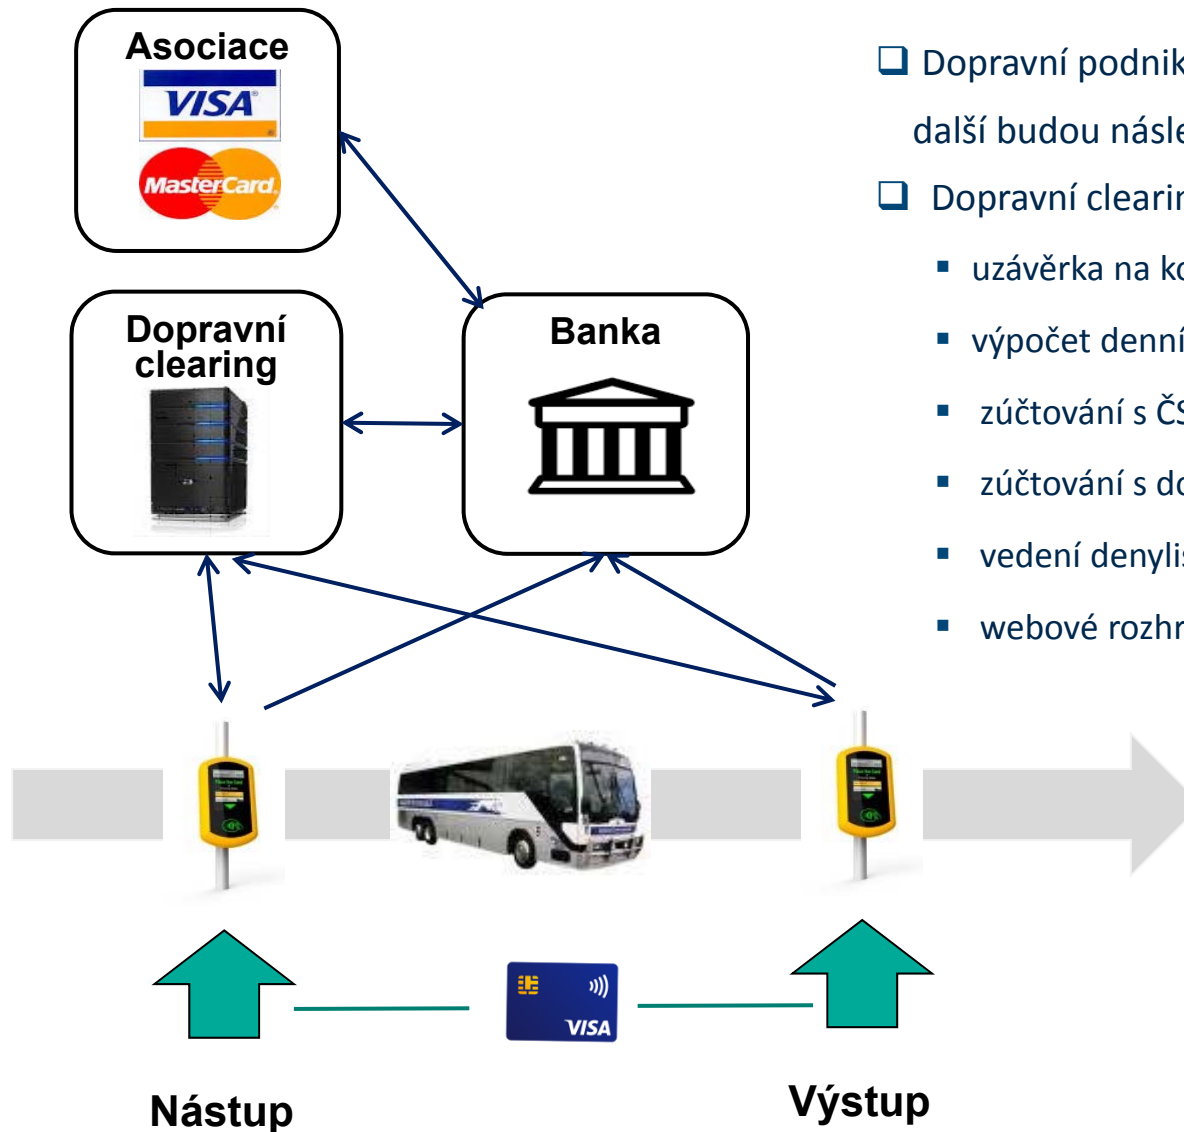 Asociace
VISA
MasterCard
Dopravní
clearing
Banka
Dopravní podnik
další budou násle
Dopravní clearin
uzávěrka na ko
výpočet denní
zúčtování s ČS
zúčtování s do
vedení denylis
webové rozhr
VISA
Nástup
Výstup